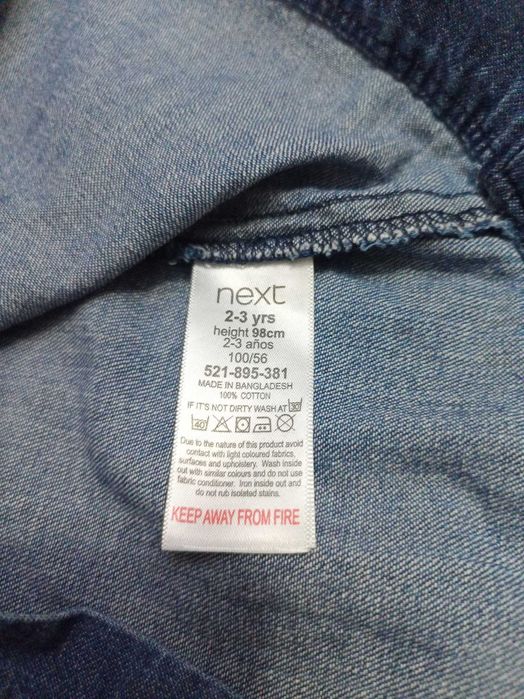 next
2-3 yrs
height 98cm
2-3 años
100/56
521-895-381
MADE IN BANGLADESH
100% COTTON
IF IT'S NOT DIRTY WASH AT 30
40
Due to the nature of this product avoid
contact with light coloured fabrics,
surfaces and upholstery. Wash inside
out with similar colours and do not use
fabric conditioner. Iron inside out and
do not rub isolated stains.
KEEP AWAY FROM FIRE